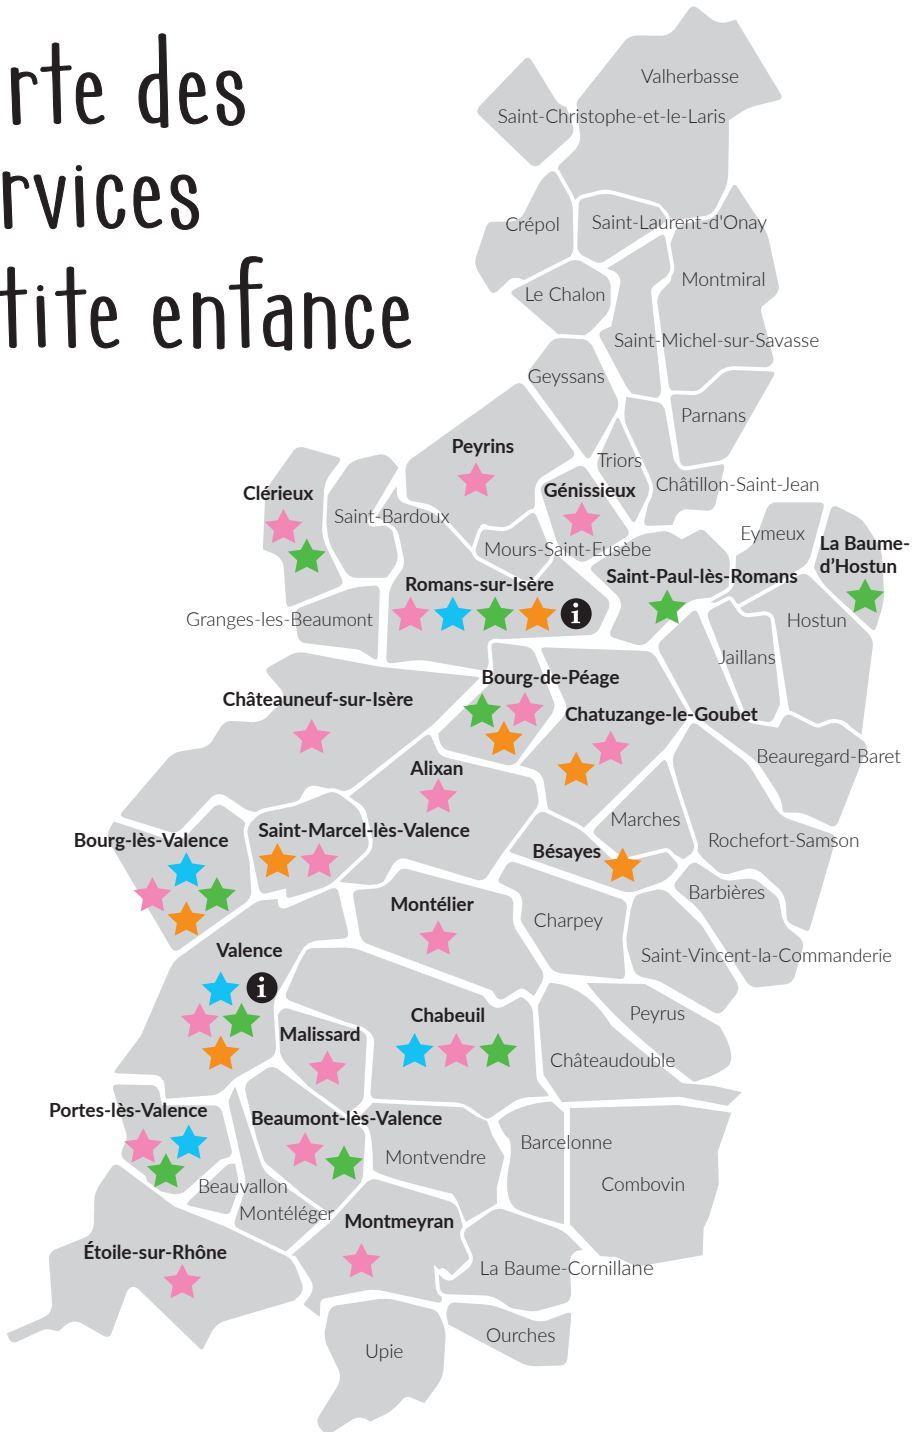 rte des
rvices
tite enfance
Valherbasse
Saint-Christophe-et-le-Laris
Crépol
Saint-Laurent-d'Onay
Montmiral
Le Chalon
Saint-Michel-sur-Savasse
Geyssans
Parnans
Peyrins
Triors
Châtillon-Saint-Jean
Génissieux
Clérieux
Saint-Bardoux
Eymeux
La Baume-
d'Hostun
Mours-Saint-Eusèbe
Romans-sur-Isère
i
Saint-Paul-lès-Romans
Granges-les-Beaumont
Hostun
Jaillans
Bourg-de-Péage
Châteauneuf-sur-Isère
Chatuzange-le-Goubet
Beauregard-Baret
Alixan
Marches
Bourg-lès-Valence
Saint-Marcel-lès-Valence
Rochefort-Samson
Bésayes
Barbières
Montélier
Charpey
Valence
i
Saint-Vincent-la-Commanderie
Chabeuil
Peyrus
Malissard
Châteaudouble
Portes-lès-Valence
Beaumont-lès-Valence
Barcelonne
Montvendre
Beauvallon
Combovin
Montéléger
Montmeyran
Étoile-sur-Rhône
La Baume-Cornillane
Ourches
Upie